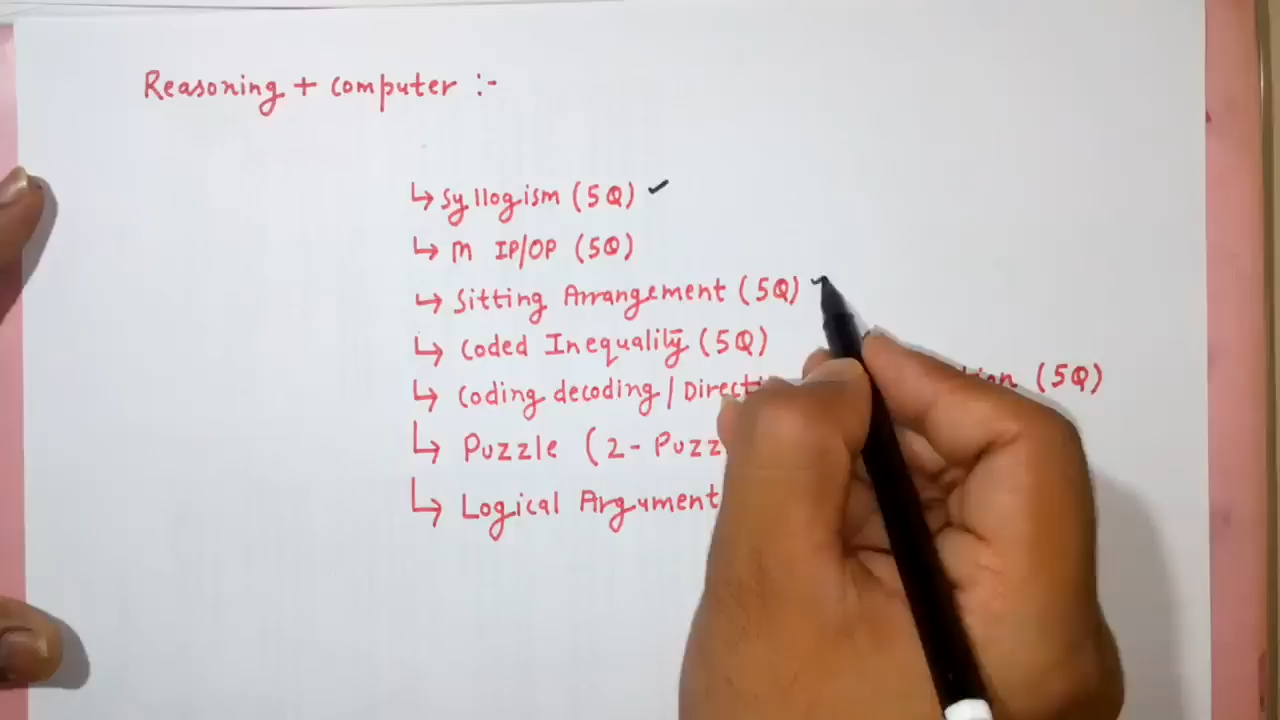 Reasoning + computer :-
↳ Syllogism (5Q) ✓
↳ M IP/OP (5Q)
↳ Sitting Arrangement (5Q)
↳ Coded Inequality (5Q)
↳ Coding decoding / Directi (5Q)
↳ Puzzle (2- Puzz
↳ Logical Argument